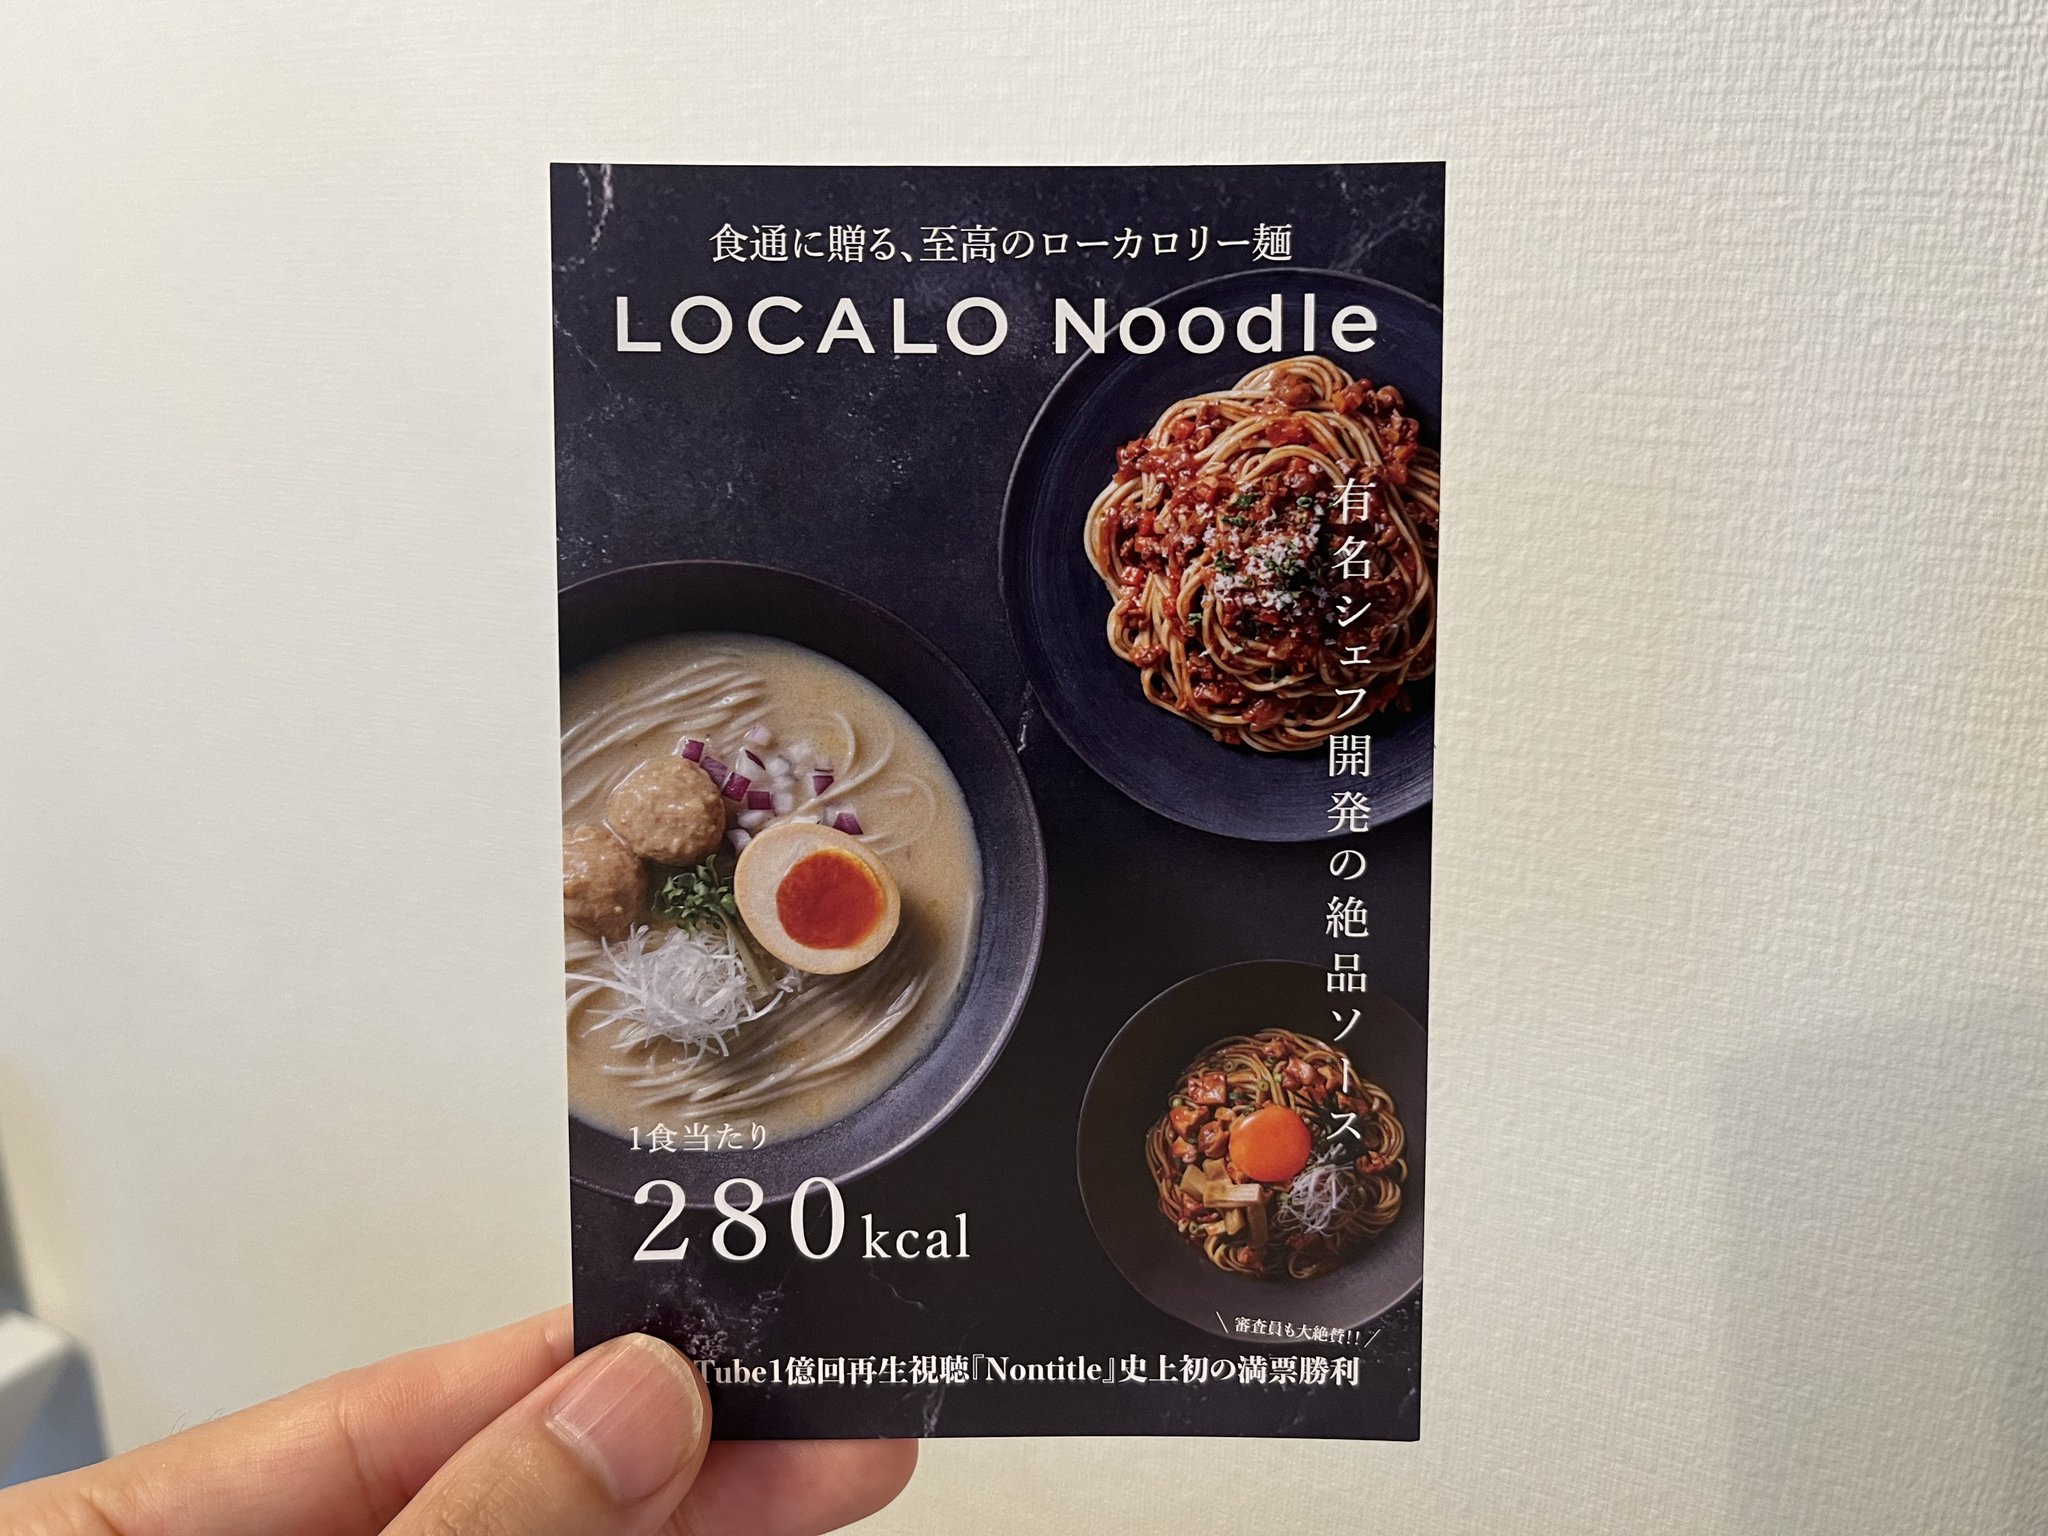 食通に贈る、至高のローカロリー麺
LOCALO Noodle
有名シェフ開発の絶品ソース
1食当たり
280kcal
\ 審査員も大絶賛!! /
Tube1億回再生視聴『Nontitle』史上初の満票勝利